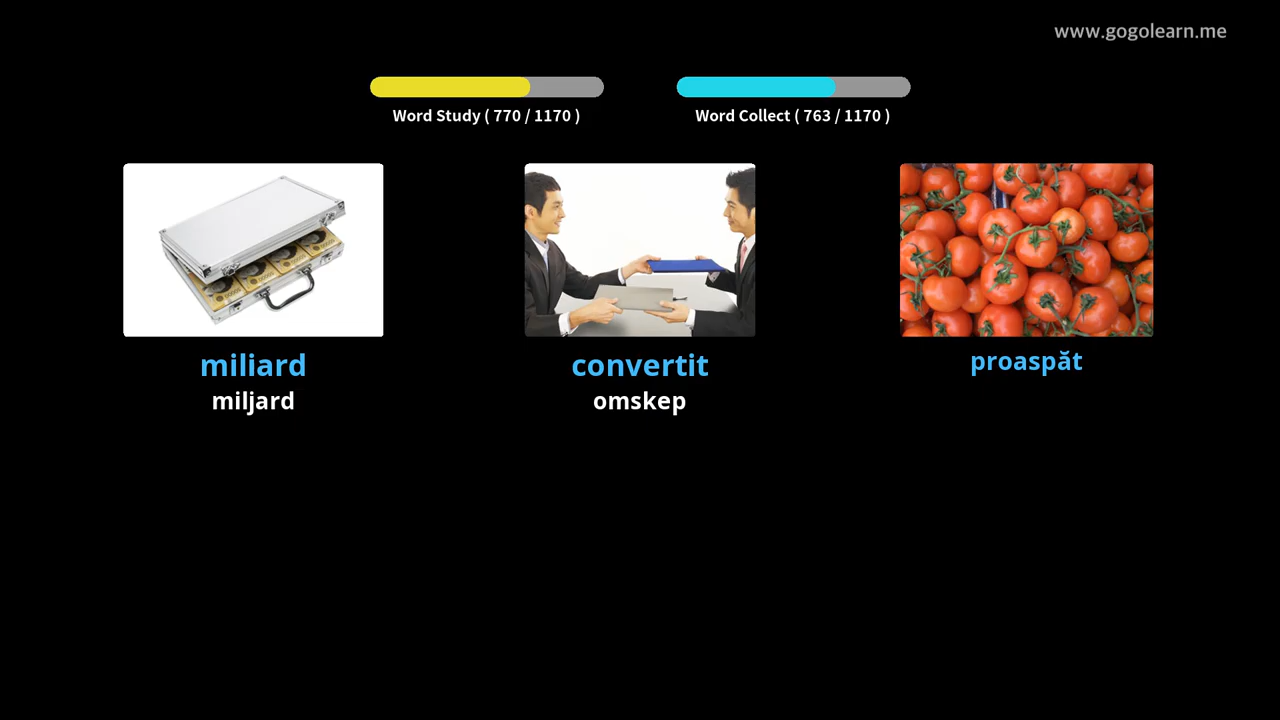 www.gogolearn.me
Word Study ( 770 / 1170 )
Word Collect ( 763 / 1170 )
miliard
miljard
convertit
omskep
proaspăt